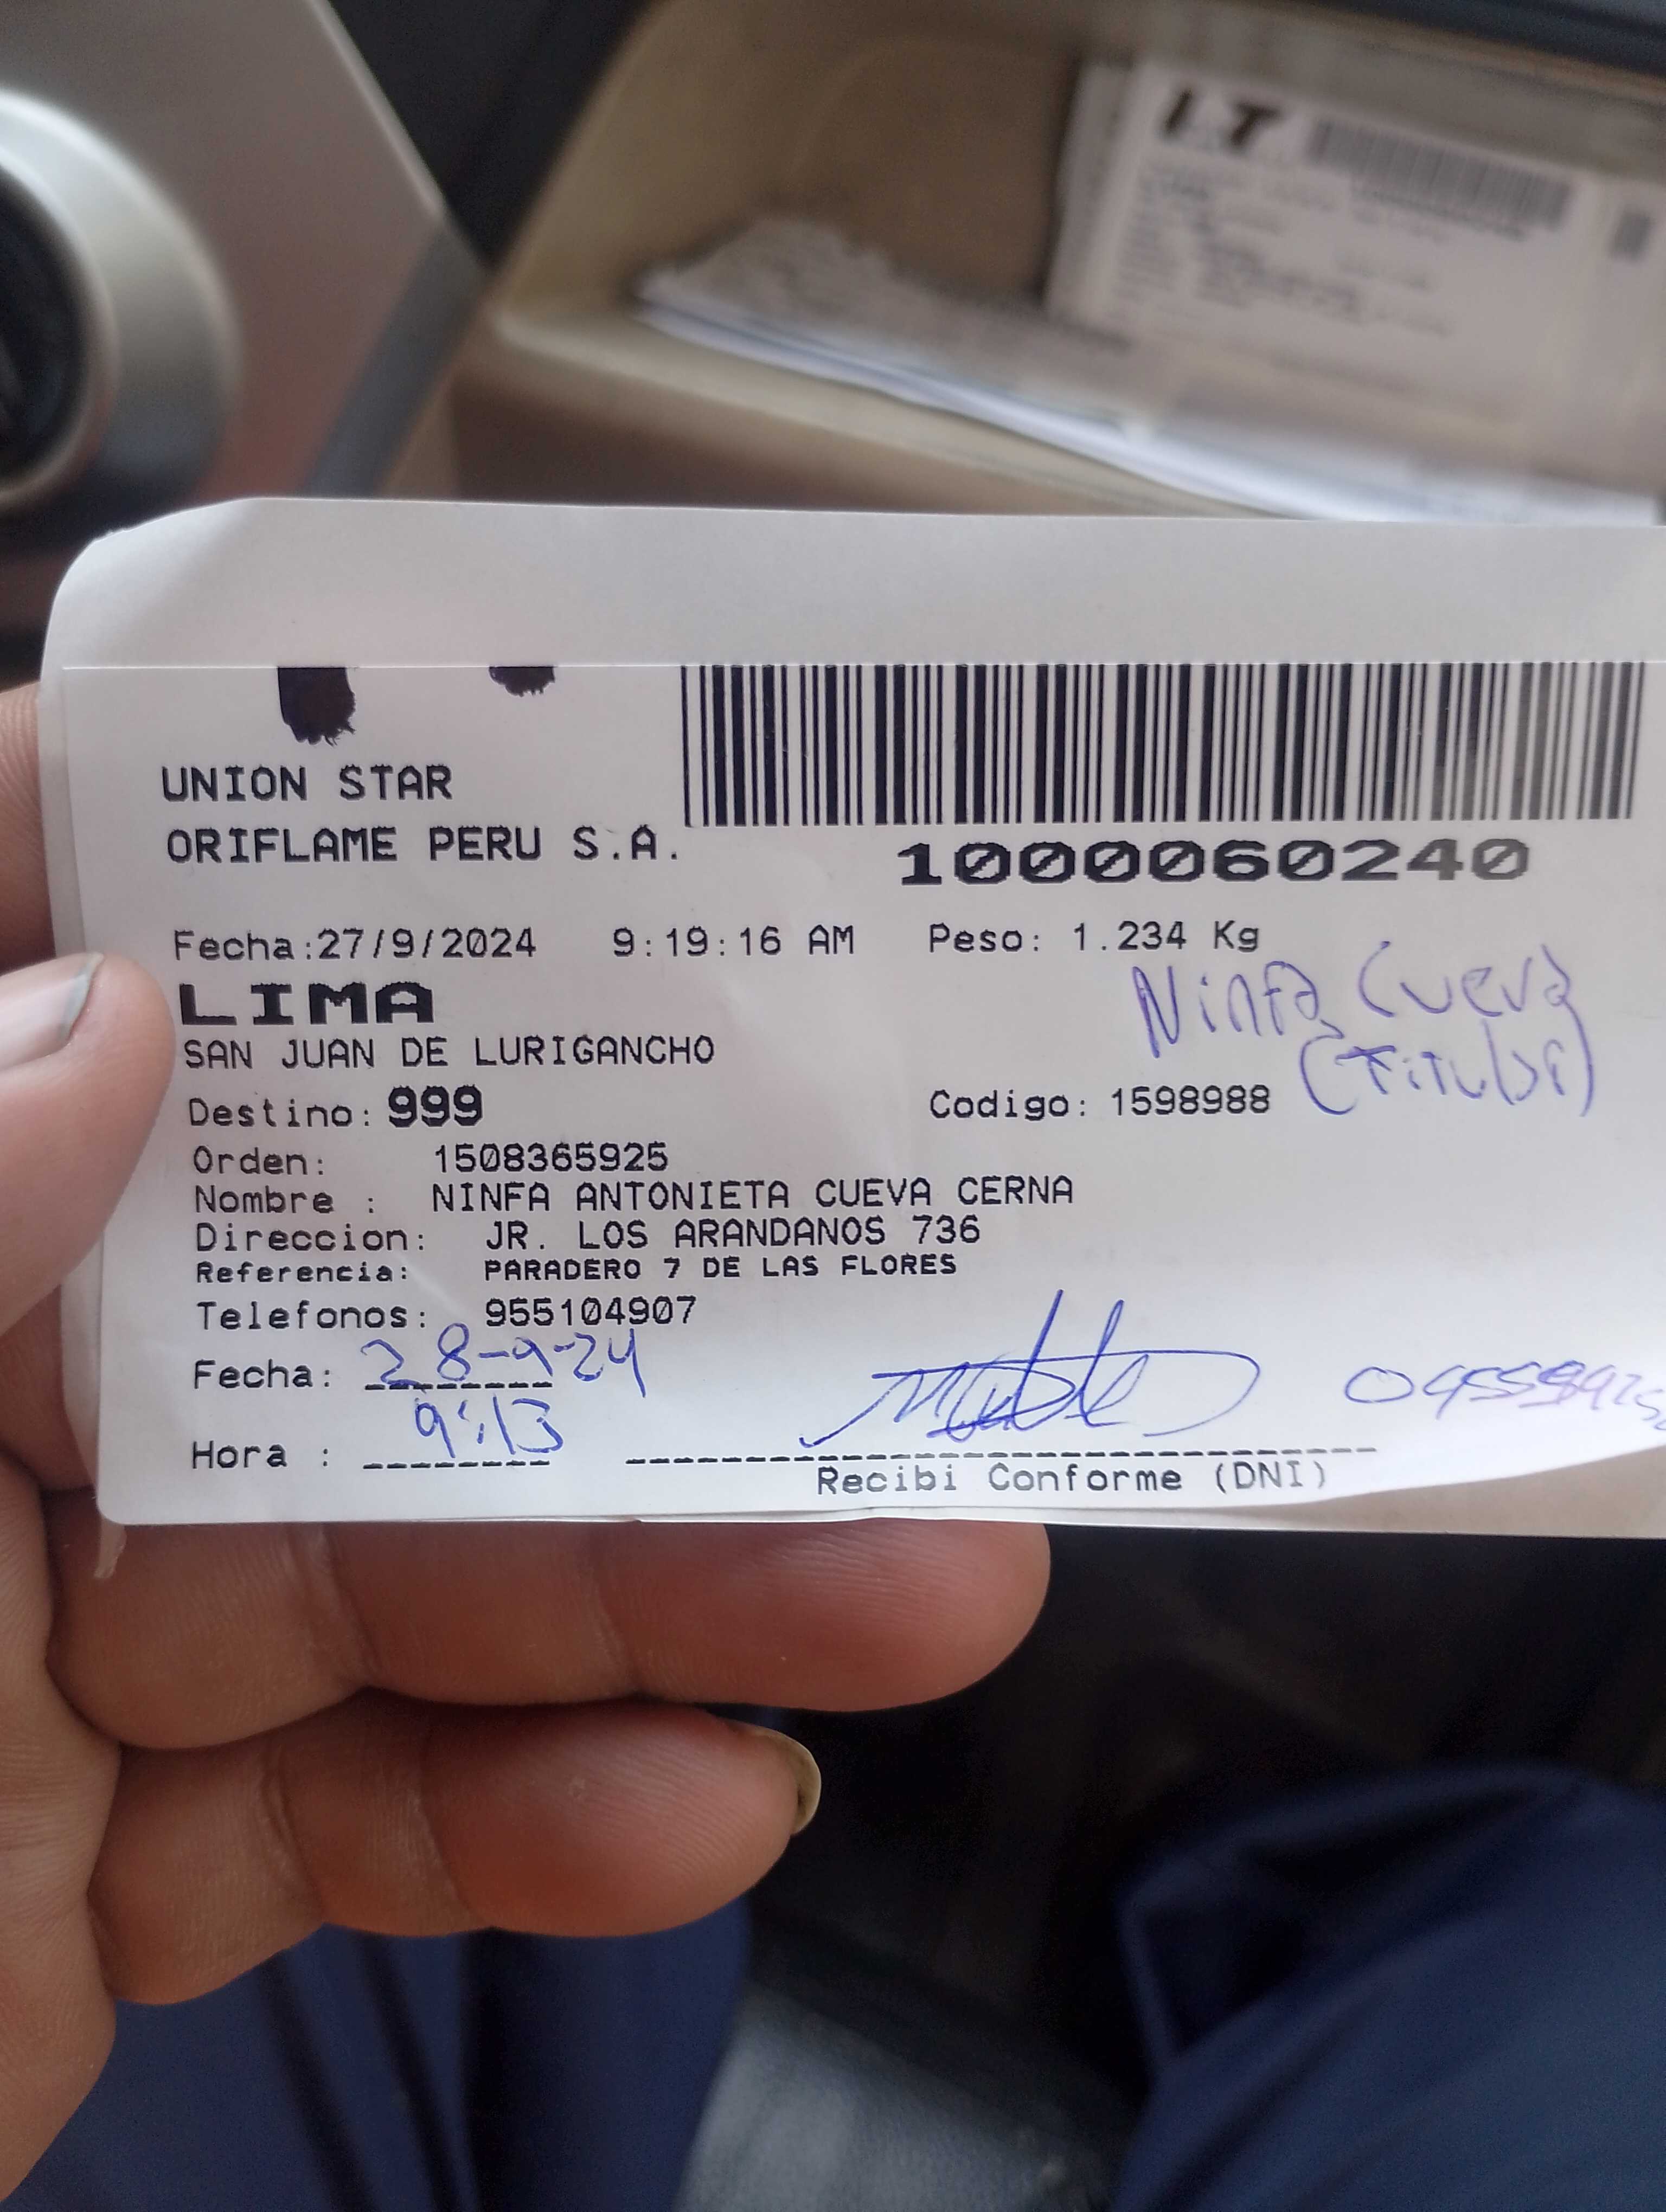 UNION STAR
ORIFLAME PERU S.A.
1000060240
Fecha:27/9/2024 9:19:16 AM Peso: 1.234 Kg
LIMA
Ninfa Cueva
SAN JUAN DE LURIGANCHO
(Titular)
Destino: 999 Codigo: 1598988
Orden: 1508365925
Nombre : NINFA ANTONIETA CUEVA CERNA
Direccion: JR. LOS ARANDANOS 736
Referencia: PARADERO 7 DE LAS FLORES
Telefonos: 955104907
Fecha: 28-9-24
Hora : 9:13
Recibi Conforme (DNI)